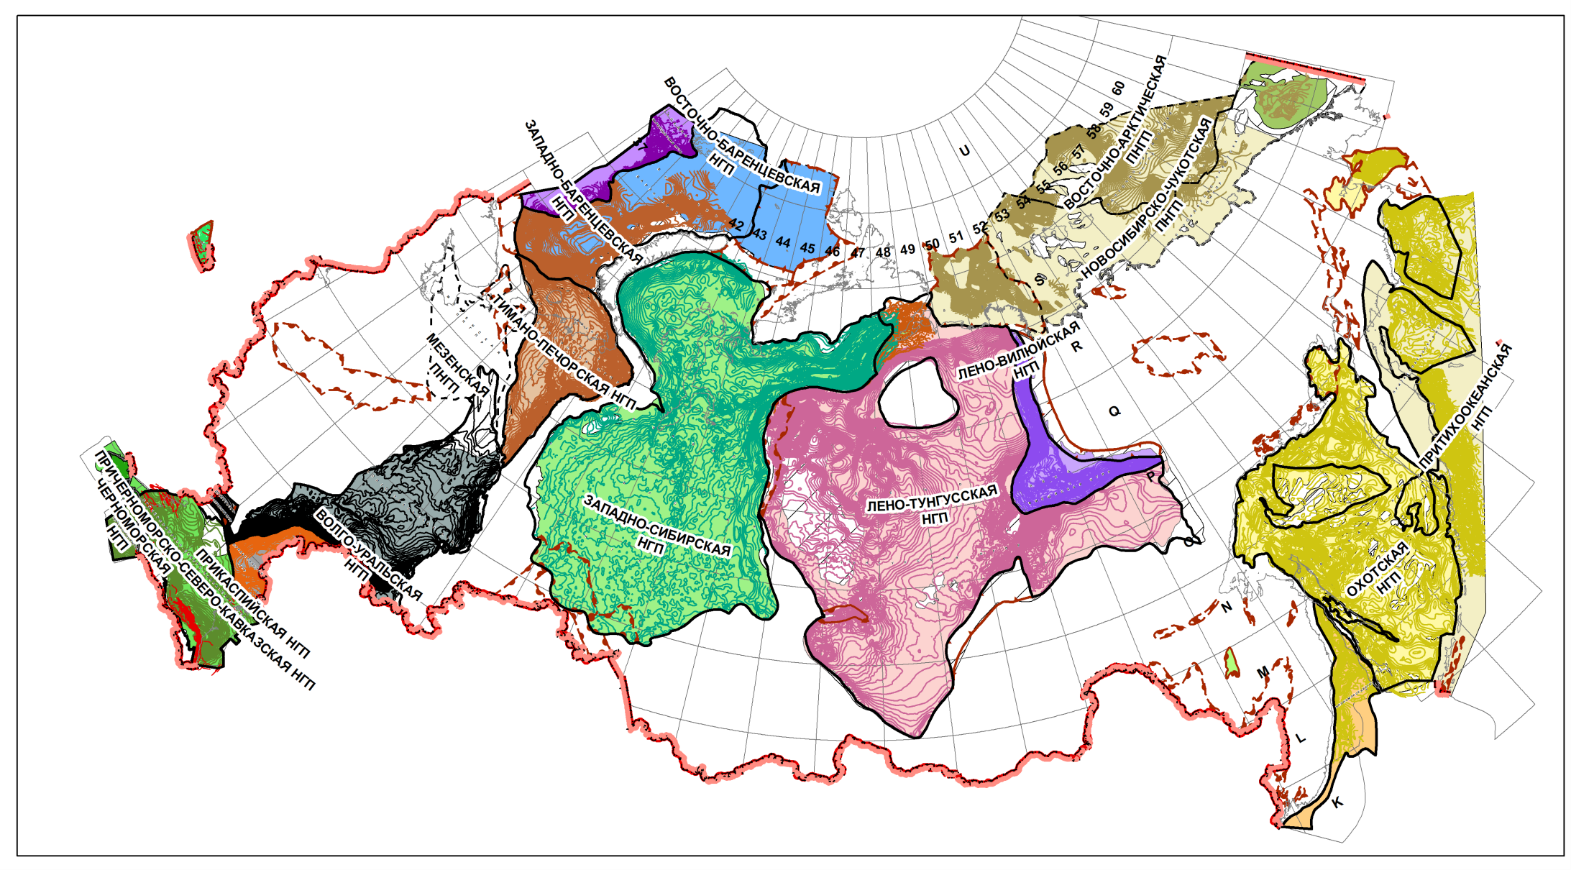 ВОСТОЧНО-БАРЕНЦЕВСКАЯ
НГП
ЗАПАДНО-БАРЕНЦЕВСКАЯ
НГП
ВОСТОЧНО-АРКТИЧЕСКАЯ
ПНГП
НОВОСИБИРСКО-ЧУКОТСКАЯ
ПНГП
ТИМАНО-ПЕЧОРСКАЯ НГП
МЕЗЕНСКАЯ
ПНГП
ЛЕНО-ВИЛЮЙСКАЯ
НГП
ПРИТИХООКЕАНСКАЯ
НГП
ЗАПАДНО-СИБИРСКАЯ
НГП
ЛЕНО-ТУНГУССКАЯ
НГП
ОХОТСКАЯ
НГП
ВОЛГО-УРАЛЬСКАЯ
НГП
ПРИКАСПИЙСКАЯ НГП
ПРИЧЕРНОМОРСКО-СЕВЕРО-КАВКАЗСКАЯ НГП
ЧЕРНОМОРСКАЯ
НГП
42 43 44 45 46 47 48 49 50 51 52 53 54 55 56 57 58 59 60
U
S
R
Q
P
O
N
M
L
K